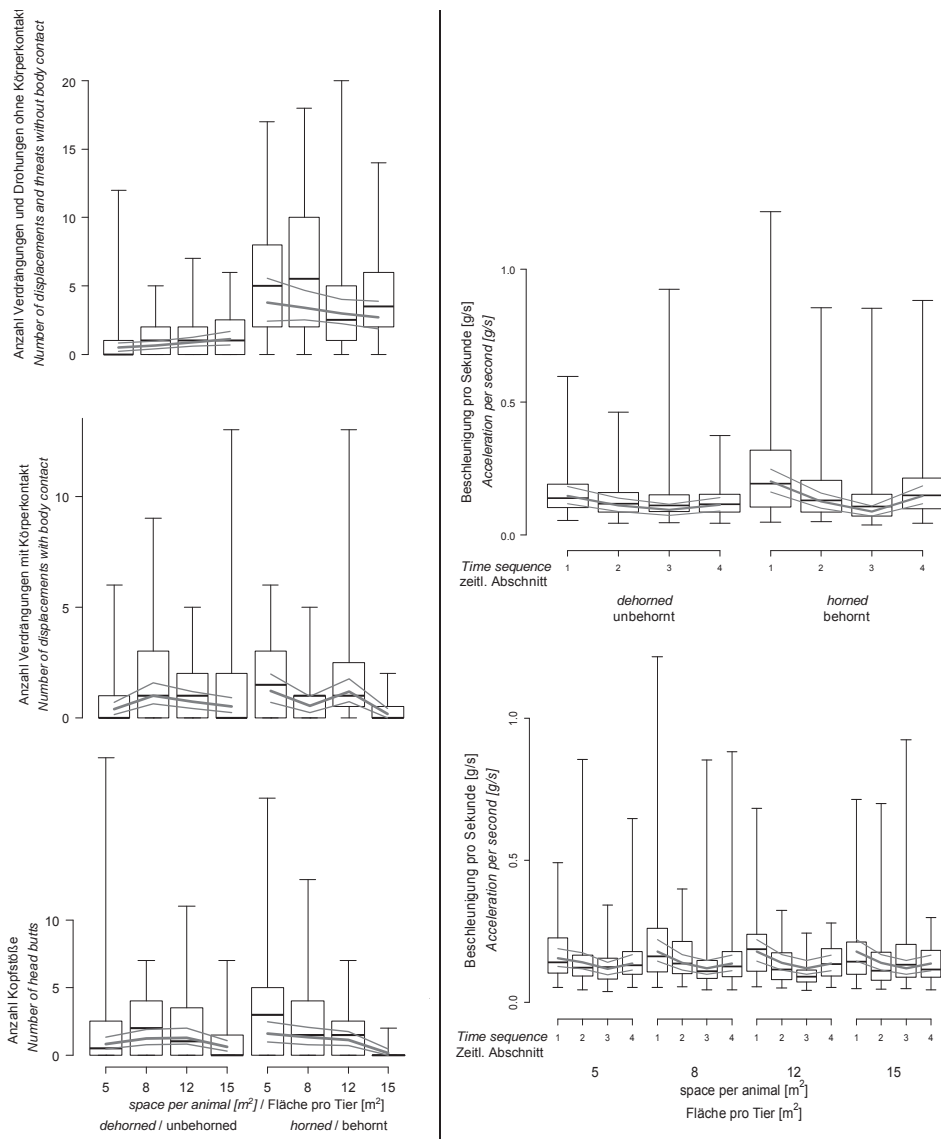 Anzahl Verdrängungen und Drohungen ohne Körperkontakt
Number of displacements and threats without body contact
20
15
10
5
0
Anzahl Verdrängungen mit Körperkontakt
Number of displacements with body contact
10
5
0
Anzahl Kopfstöße
Number of head butts
10
5
0
5 8 12 15 5 8 12 15
space per animal [m²] / Fläche pro Tier [m²]
dehorned / unbehorned horned / behornt
Beschleunigung pro Sekunde [g/s]
Acceleration per second [g/s]
1.0
0.5
0.0
Time sequence 1 2 3 4 1 2 3 4
zeitl. Abschnitt
dehorned horned
unbehornt behornt
Beschleunigung pro Sekunde [g/s]
Acceleration per second [g/s]
1.0
0.5
0.0
Time sequence 1 2 3 4 1 2 3 4 1 2 3 4 1 2 3 4
Zeitl. Abschnitt
5 8 12 15
space per animal [m²]
Fläche pro Tier [m²]